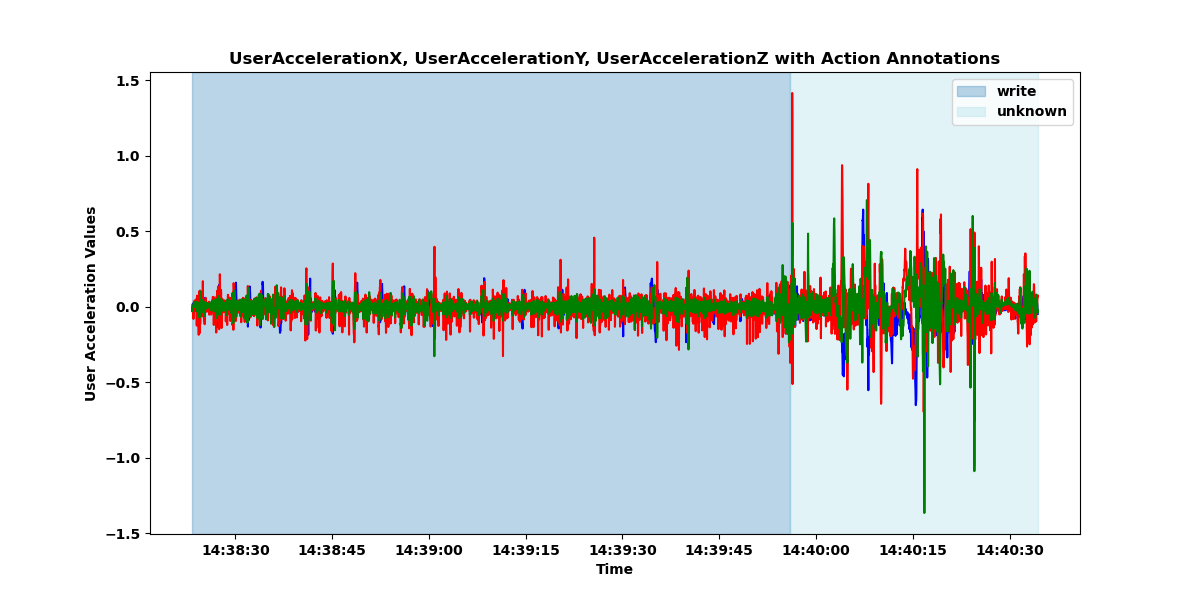 UserAccelerationX, UserAccelerationY, UserAccelerationZ with Action Annotations
write
unknown
User Acceleration Values
1.5
1.0
0.5
0.0
−0.5
−1.0
−1.5
14:38:30 14:38:45 14:39:00 14:39:15 14:39:30 14:39:45 14:40:00 14:40:15 14:40:30
Time